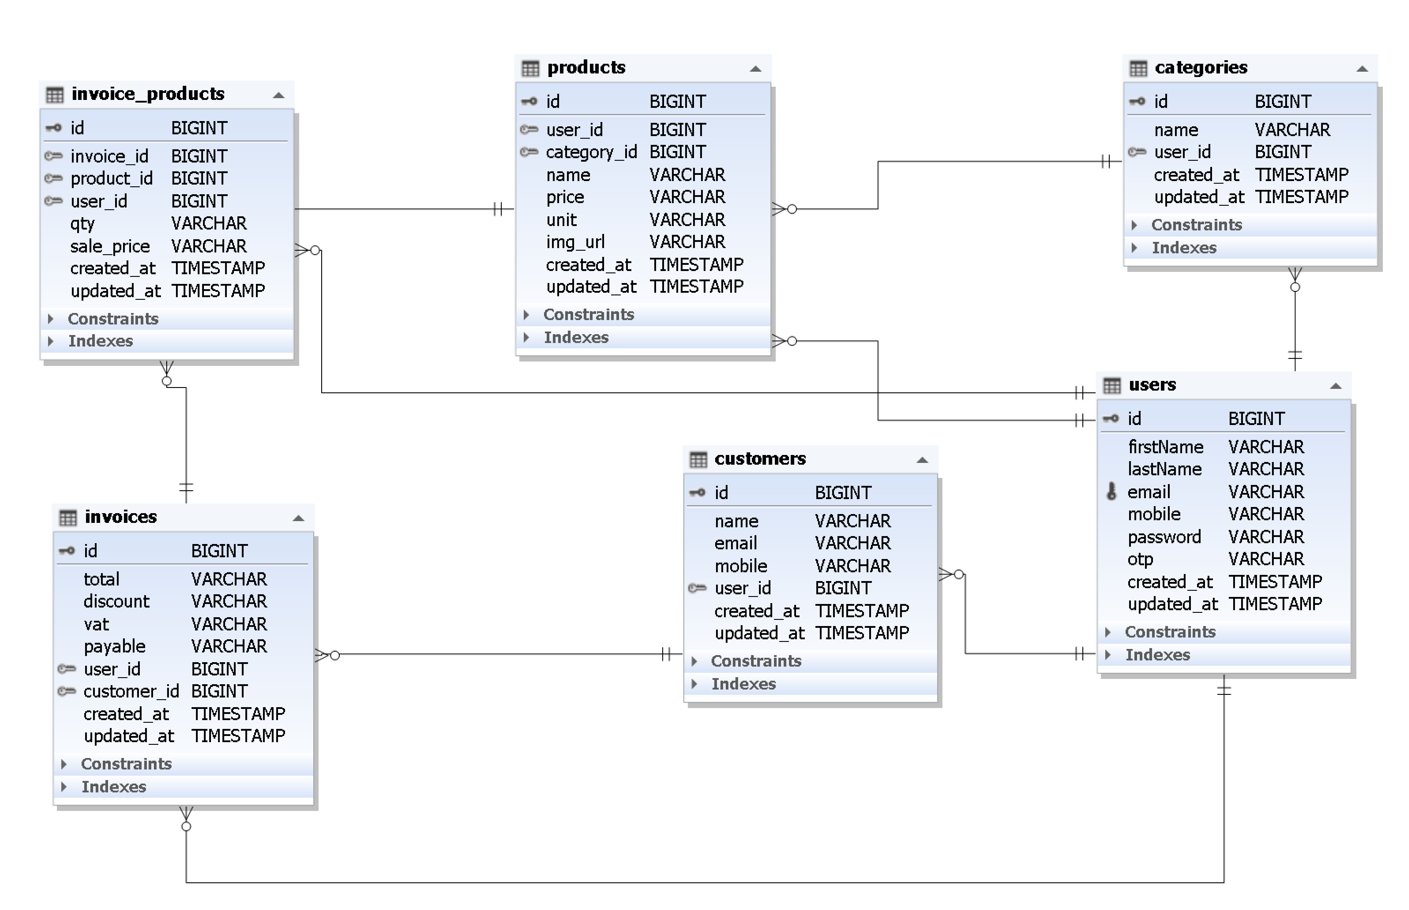 invoice_products
id BIGINT
invoice_id BIGINT
product_id BIGINT
user_id BIGINT
qty VARCHAR
sale_price VARCHAR
created_at TIMESTAMP
updated_at TIMESTAMP
Constraints
Indexes
products
id BIGINT
user_id BIGINT
category_id BIGINT
name VARCHAR
price VARCHAR
unit VARCHAR
img_url VARCHAR
created_at TIMESTAMP
updated_at TIMESTAMP
Constraints
Indexes
categories
id BIGINT
name VARCHAR
user_id BIGINT
created_at TIMESTAMP
updated_at TIMESTAMP
Constraints
Indexes
users
id BIGINT
firstName VARCHAR
lastName VARCHAR
email VARCHAR
mobile VARCHAR
password VARCHAR
otp VARCHAR
created_at TIMESTAMP
updated_at TIMESTAMP
Constraints
Indexes
customers
id BIGINT
name VARCHAR
email VARCHAR
mobile VARCHAR
user_id BIGINT
created_at TIMESTAMP
updated_at TIMESTAMP
Constraints
Indexes
invoices
id BIGINT
total VARCHAR
discount VARCHAR
vat VARCHAR
payable VARCHAR
user_id BIGINT
customer_id BIGINT
created_at TIMESTAMP
updated_at TIMESTAMP
Constraints
Indexes